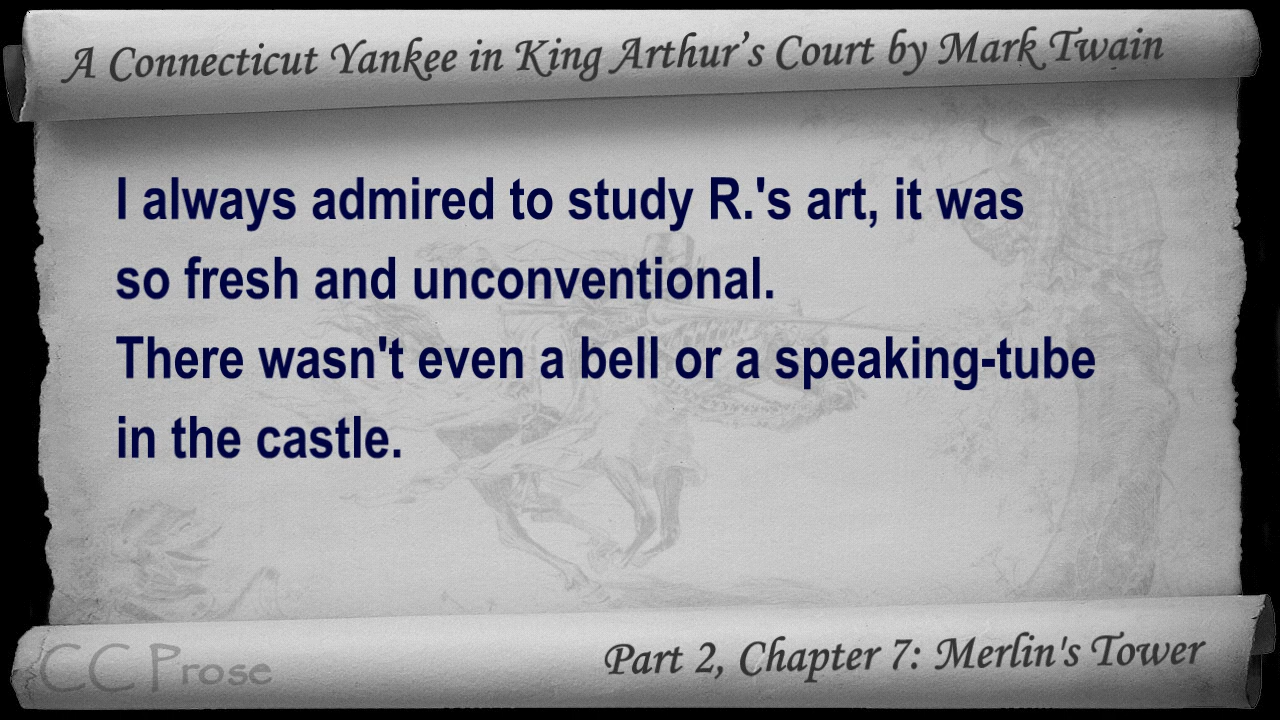 A Connecticut Yankee in King Arthur’s Court by Mark Twain
I always admired to study R.'s art, it was
so fresh and unconventional.
There wasn't even a bell or a speaking-tube
in the castle.
CC Prose
Part 2, Chapter 7: Merlin's Tower